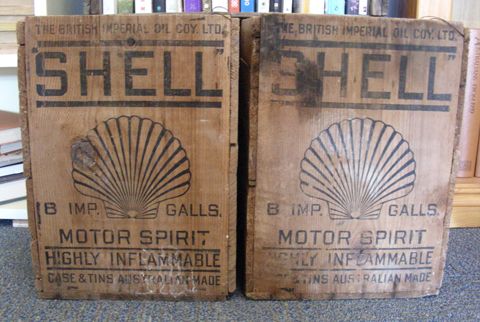 THE BRITISH IMPERIAL OIL COY. LTD.
"SHELL"
8 IMP. GALLS.
MOTOR SPIRIT
HIGHLY INFLAMMABLE
CASE & TINS AUSTRALIAN MADE
THE BRITISH IMPERIAL OIL COY. LTD.
SHELL"
8 IMP. GALLS.
MOTOR SPIRIT
HIGHLY INFLAMMABLE
CASE & TINS AUSTRALIAN MADE